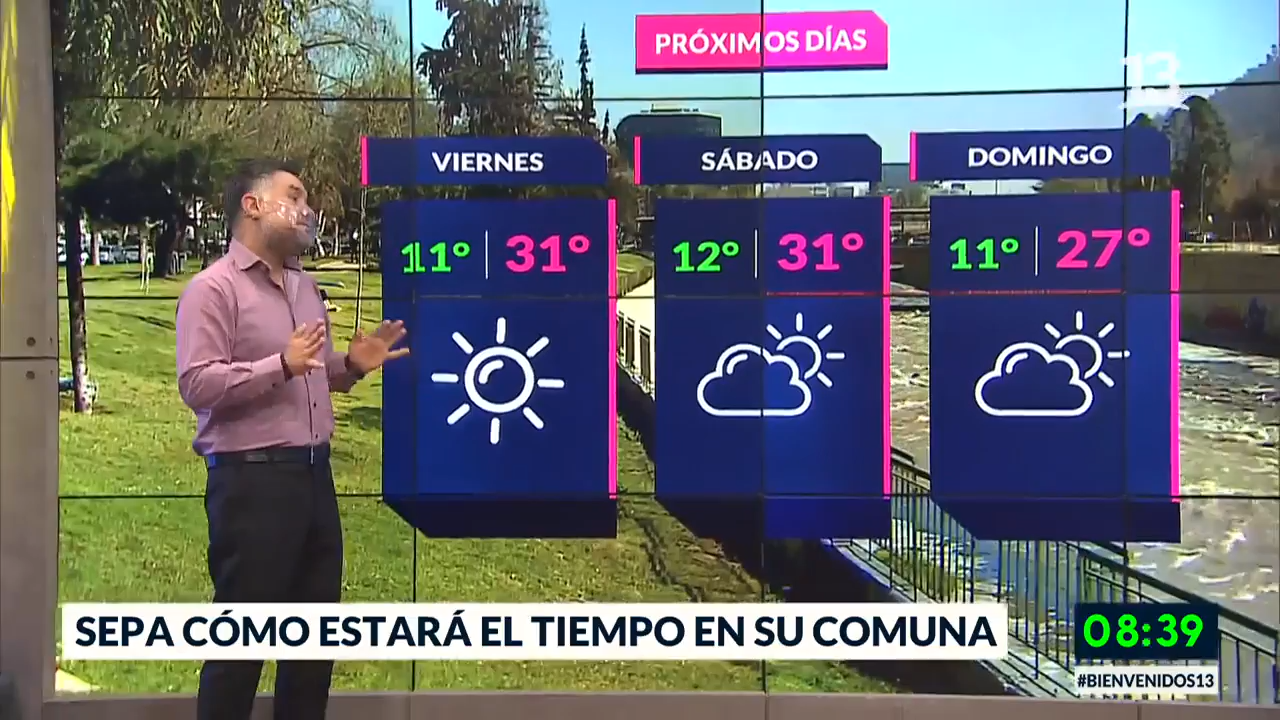 PRÓXIMOS DÍAS
13
VIERNES
11° 31°
SÁBADO
12° 31°
DOMINGO
11° 27°
SEPA CÓMO ESTARÁ EL TIEMPO EN SU COMUNA
08:39
#BIENVENIDOS13